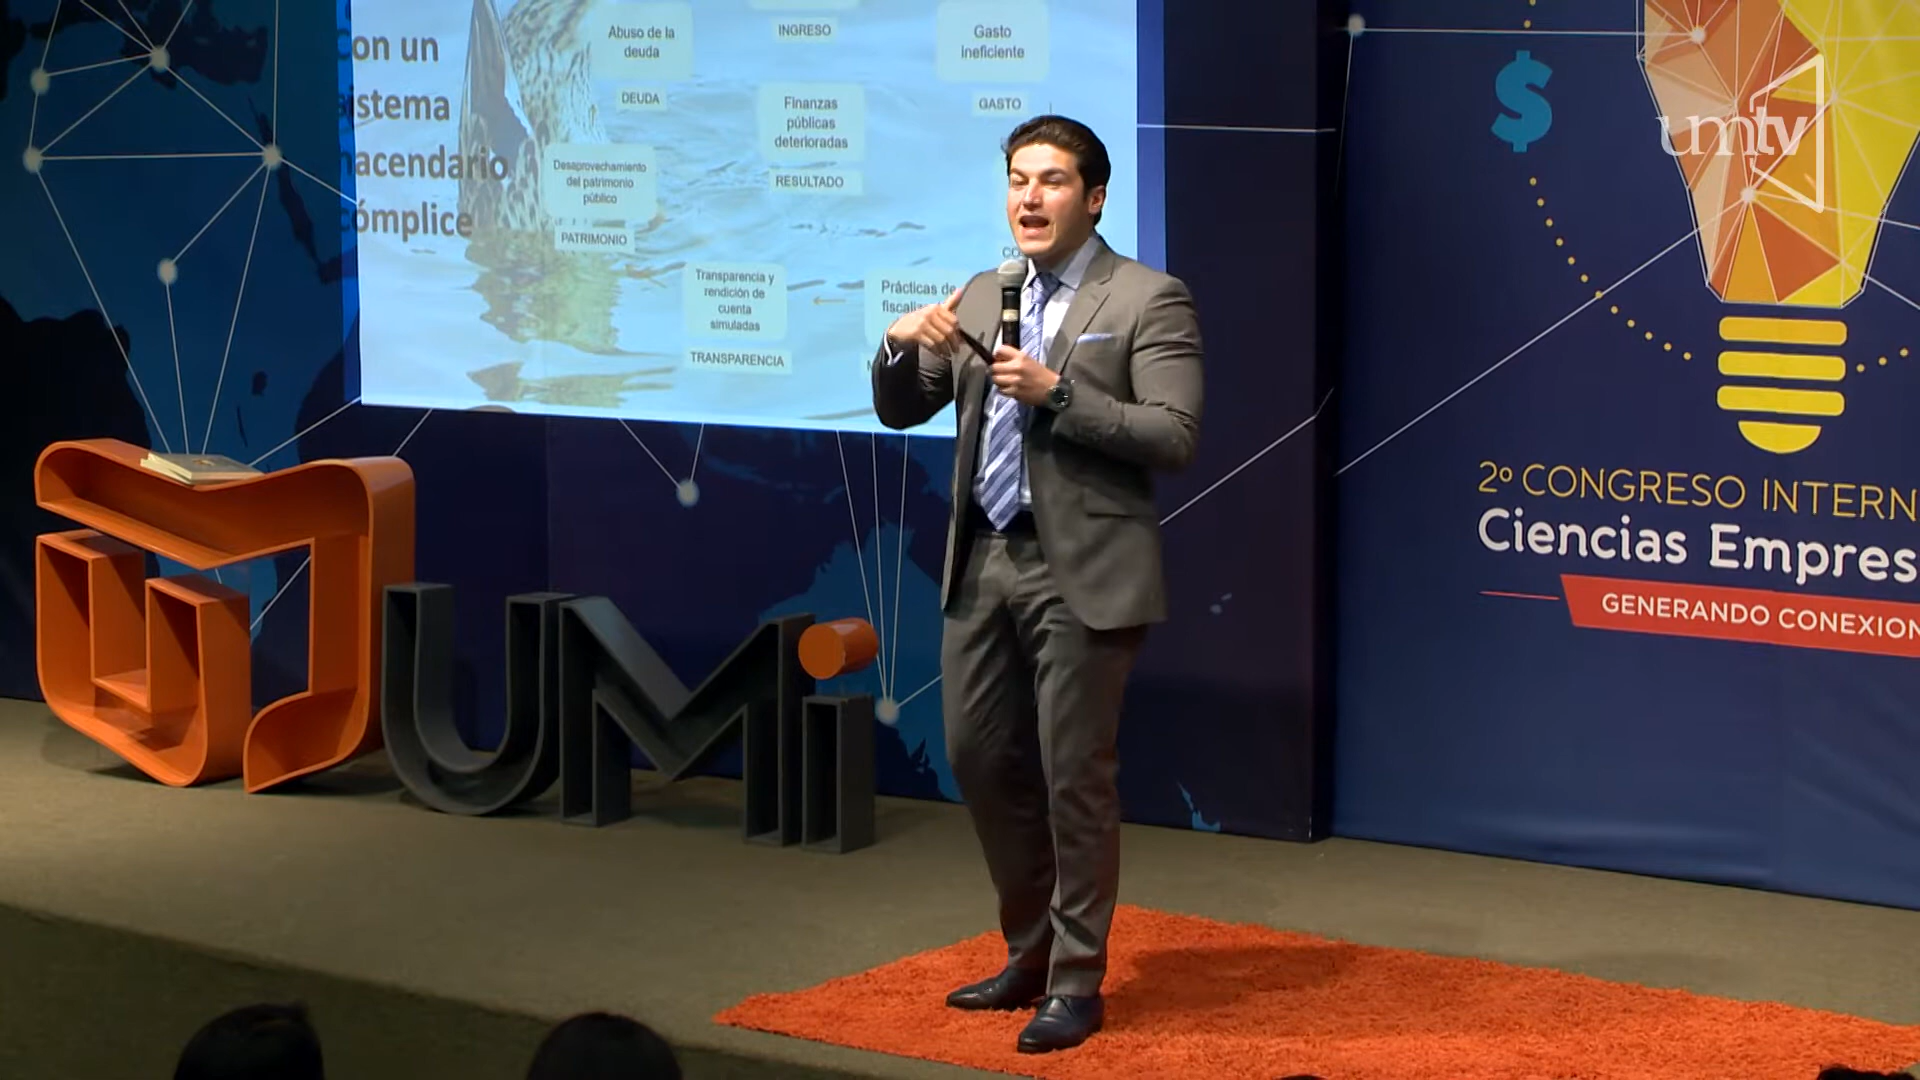 Con un
sistema
hacendario
cómplice
Abuso de la
deuda
DEUDA
INGRESO
Gasto
ineficiente
GASTO
Finanzas
públicas
deterioradas
RESULTADO
Desaprovechamiento
del patrimonio
público
PATRIMONIO
Transparencia y
rendición de
cuenta
simuladas
TRANSPARENCIA
Prácticas de
CO
umtv
$
2º CONGRESO INTERN
Ciencias Empres
GENERANDO CONEXION
UMi